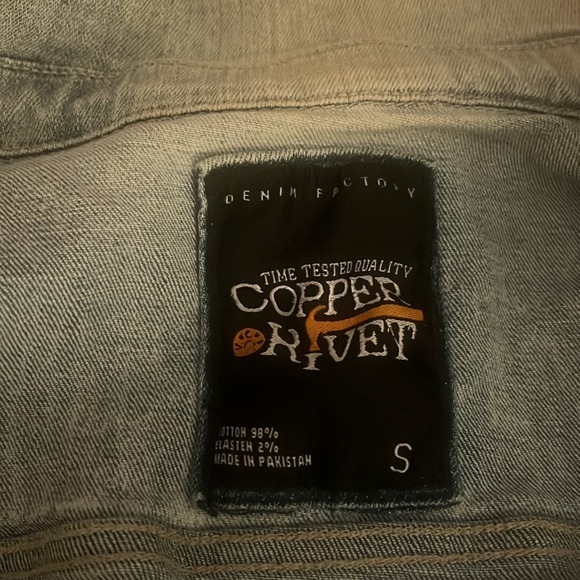 DENIM FACTORY
TIME TESTED QUALITY
COPPER
RIVET
COTTON 98%
ELASTEN 2%
MADE IN PAKISTAN
S